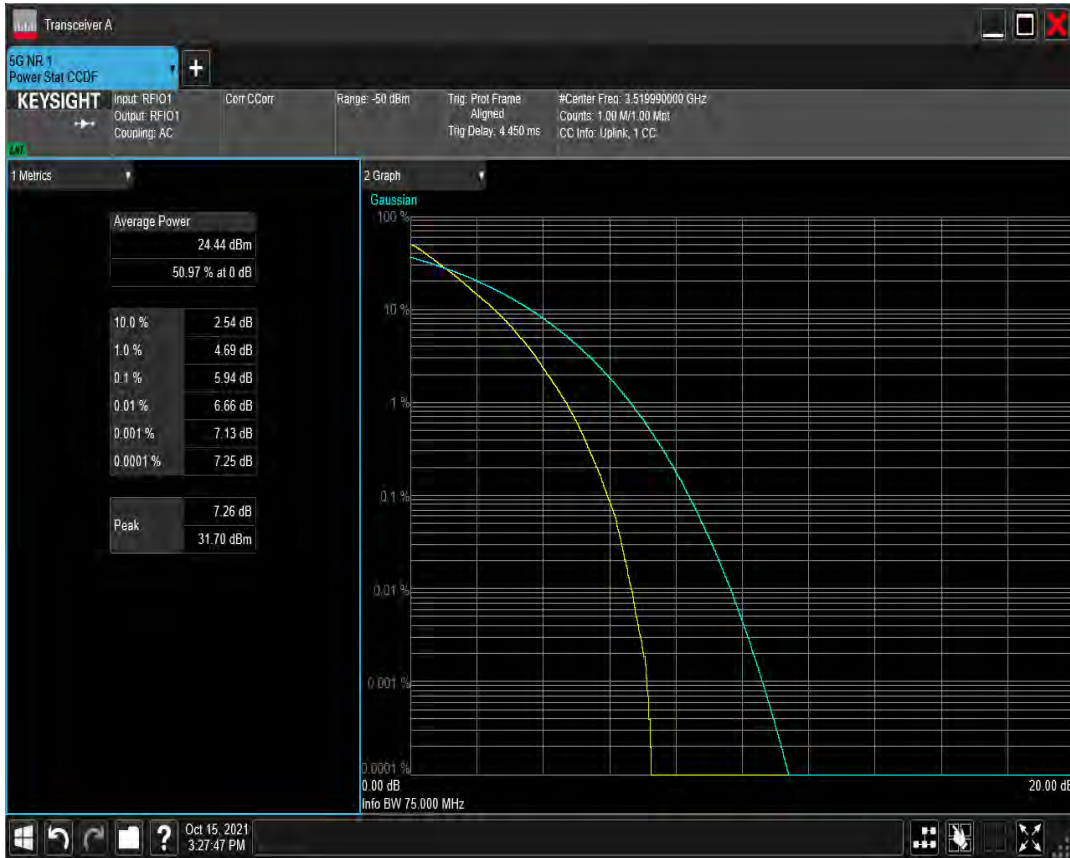 Transceiver A
5G NR 1
Power Stat CCDF
+
KEYSIGHT
Input: RFIO1
Output: RFIO1
Coupling: AC
Corr CCorr
Range: -50 dBm
Trig: Prot Frame
Aligned
Trig Delay: 4.450 ms
#Center Freq: 3.519990000 GHz
Counts: 1.00 M/1.00 Mpt
CC Info: Uplink, 1 CC
1 Metrics
Average Power
24.44 dBm
50.97 % at 0 dB
10.0 % 2.54 dB
1.0 % 4.69 dB
0.1 % 5.94 dB
0.01 % 6.66 dB
0.001 % 7.13 dB
0.0001 % 7.25 dB
Peak 7.26 dB
31.70 dBm
2 Graph
Gaussian
100 %
10 %
1 %
0.1 %
0.01 %
0.001 %
0.0001 %
0.00 dB 20.00 dB
Info BW 75.000 MHz
? Oct 15, 2021
3:27:47 PM